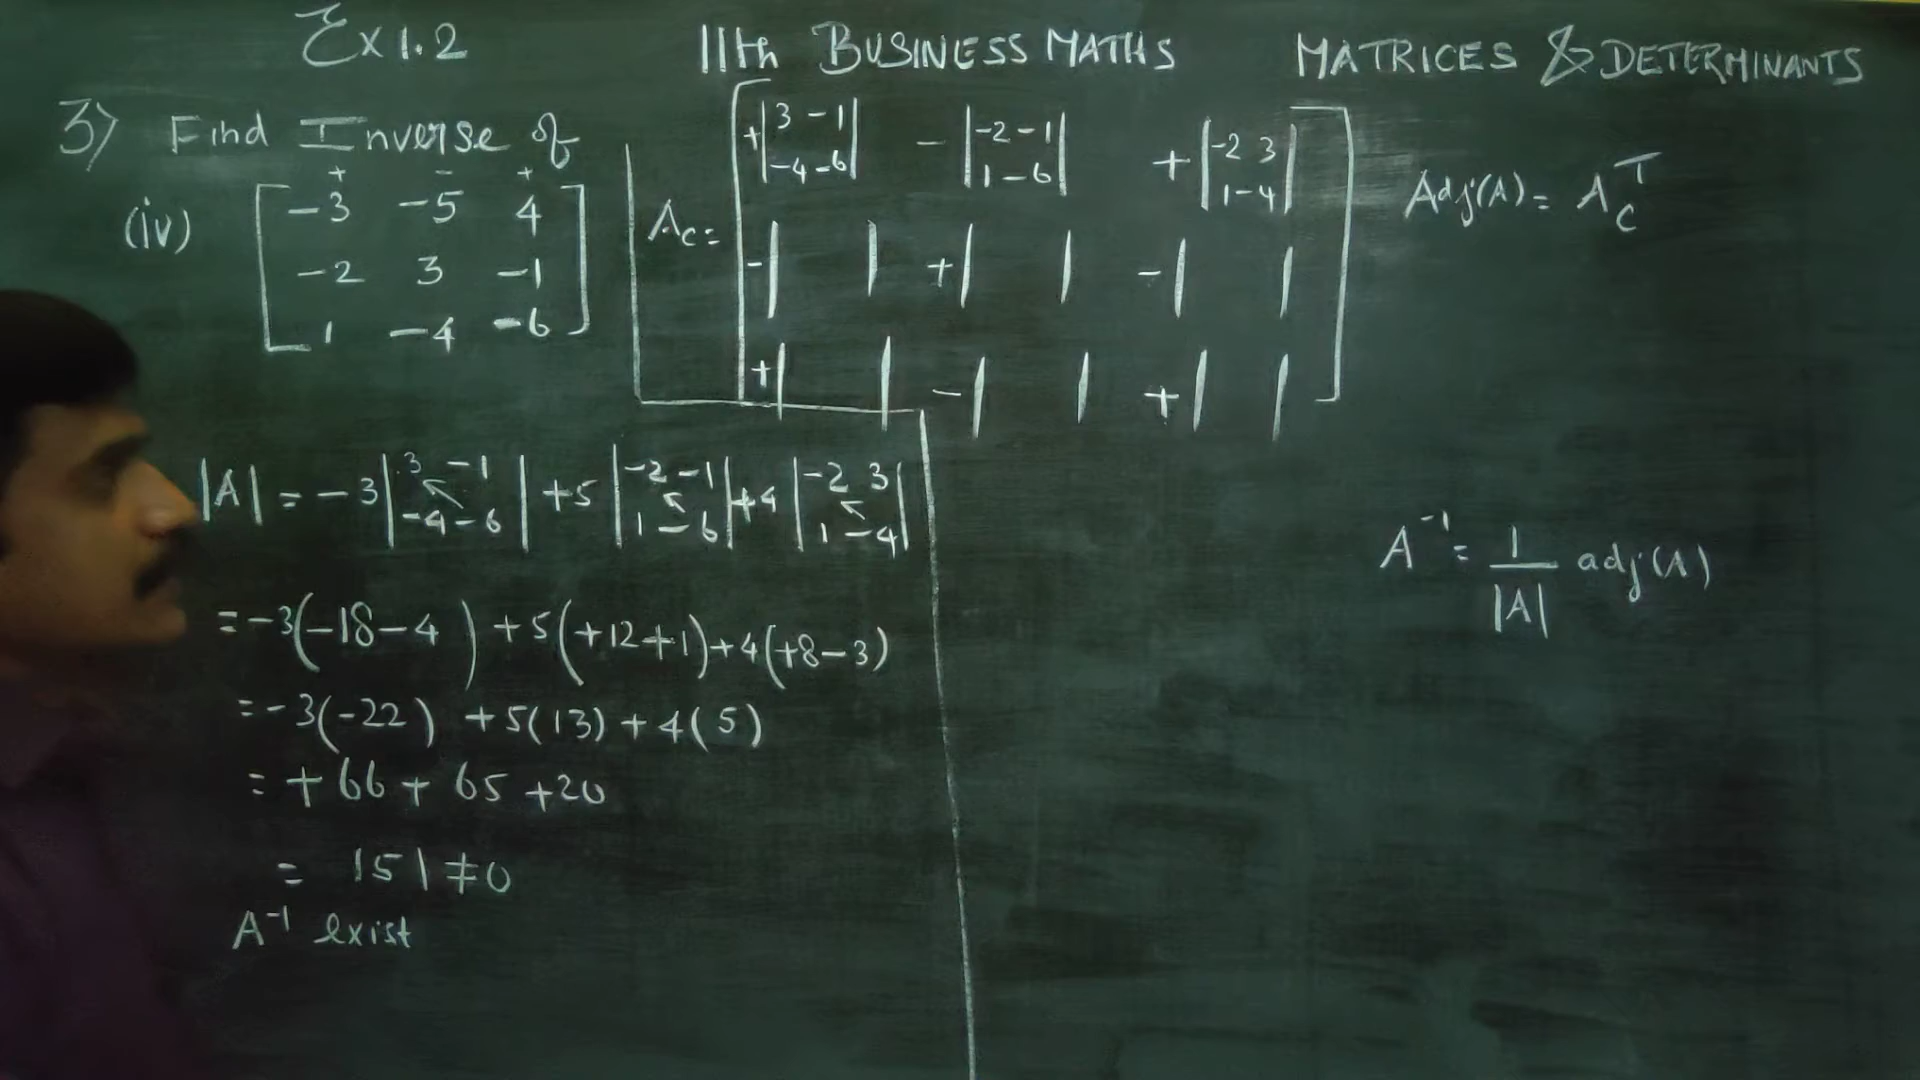 Ex 1.2 11th BUSINESS MATHS MATRICES & DETERMINANTS
3) Find Inverse of
+ - +
(iv) [-3 -5 4
-2 3 -1
1 -4 -6]
Ac = [+|3 -1 -|-2 -1| +|-2 3|
-4 -6| 1 -6| 1 -4|
-| | +| | -| |
+| | -| | +| |]
Adj(A) = Ac^T
|A| = -3|3 -1 +5|-2 -1 +4|-2 3
-4 -6| 1 -6| 1 -4|
= -3(-18-4) +5(+12+1)+4(+8-3)
= -3(-22) +5(13) +4(5)
= +66 + 65 +20
= 151 ≠ 0
A^-1 exist
A^-1 = 1/|A| adj(A)